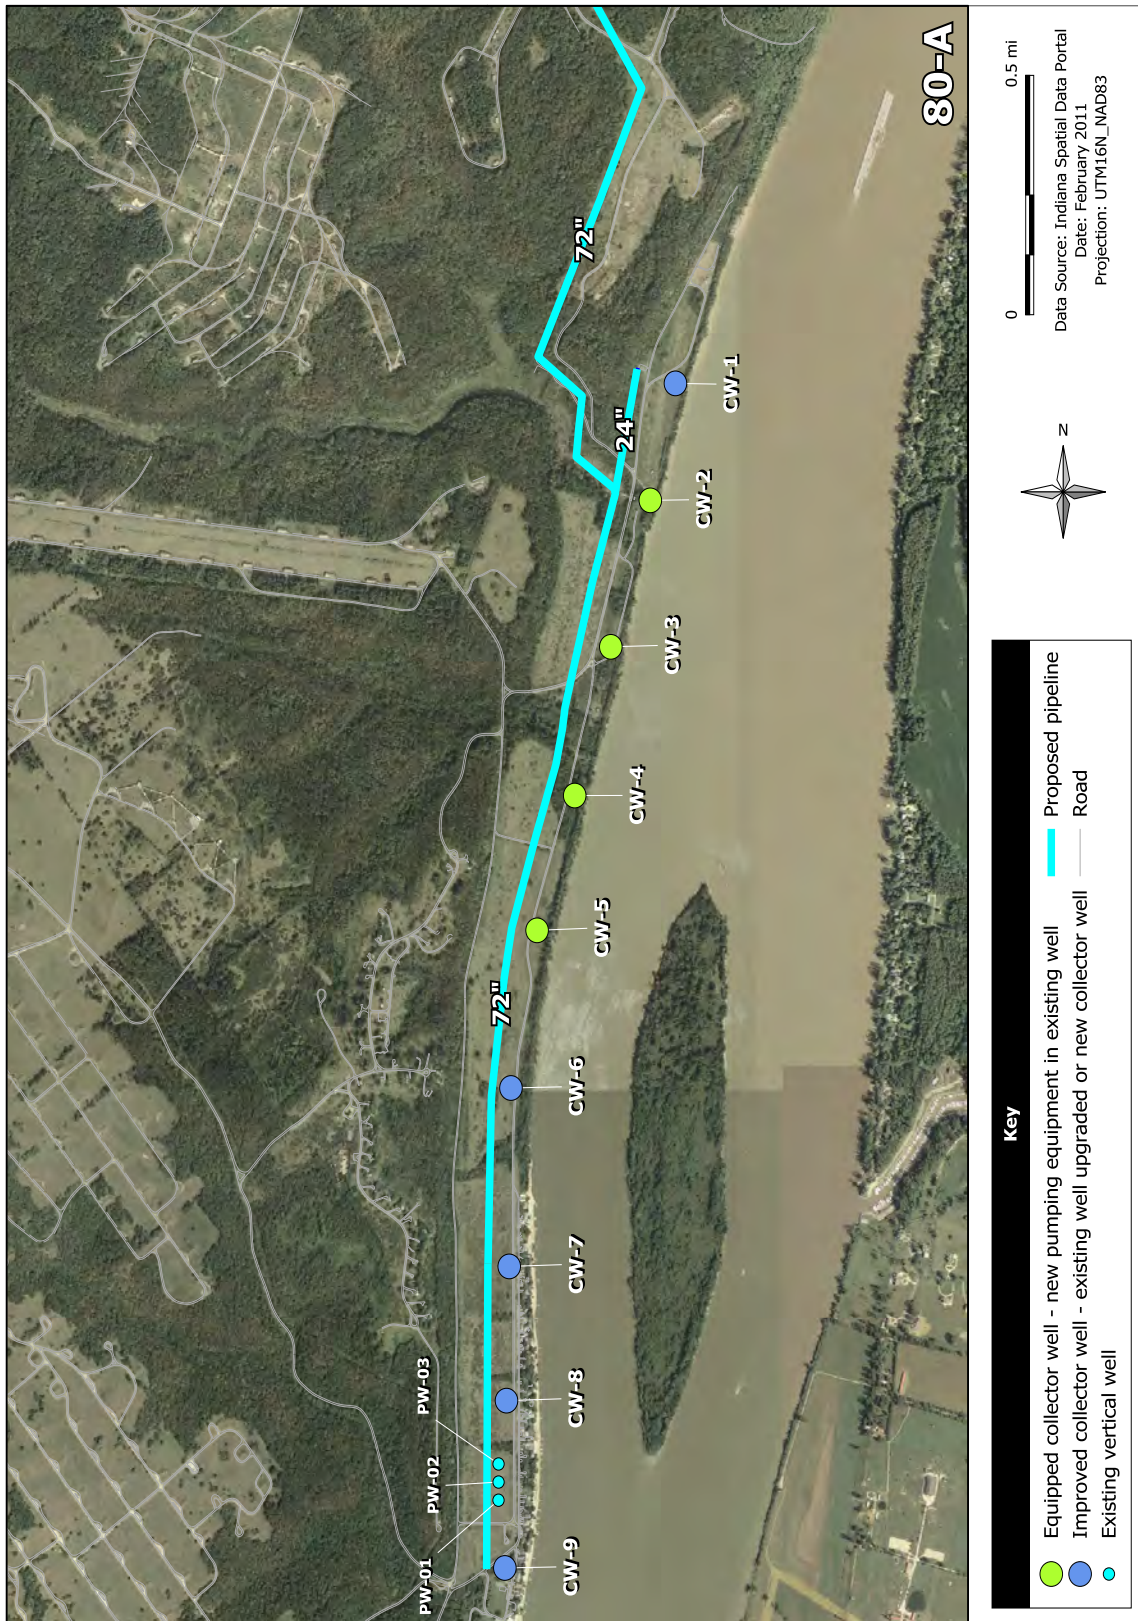 80-A
72"
24"
72"
CW-1
CW-2
CW-3
CW-4
CW-5
CW-6
CW-7
CW-8
CW-9
PW-03
PW-02
PW-01
0
0.5 mi
Data Source: Indiana Spatial Data Portal
Date: February 2011
Projection: UTM16N_NAD83
N
Key
Equipped collector well - new pumping equipment in existing well
Improved collector well - existing well upgraded or new collector well
Existing vertical well
Proposed pipeline
Road